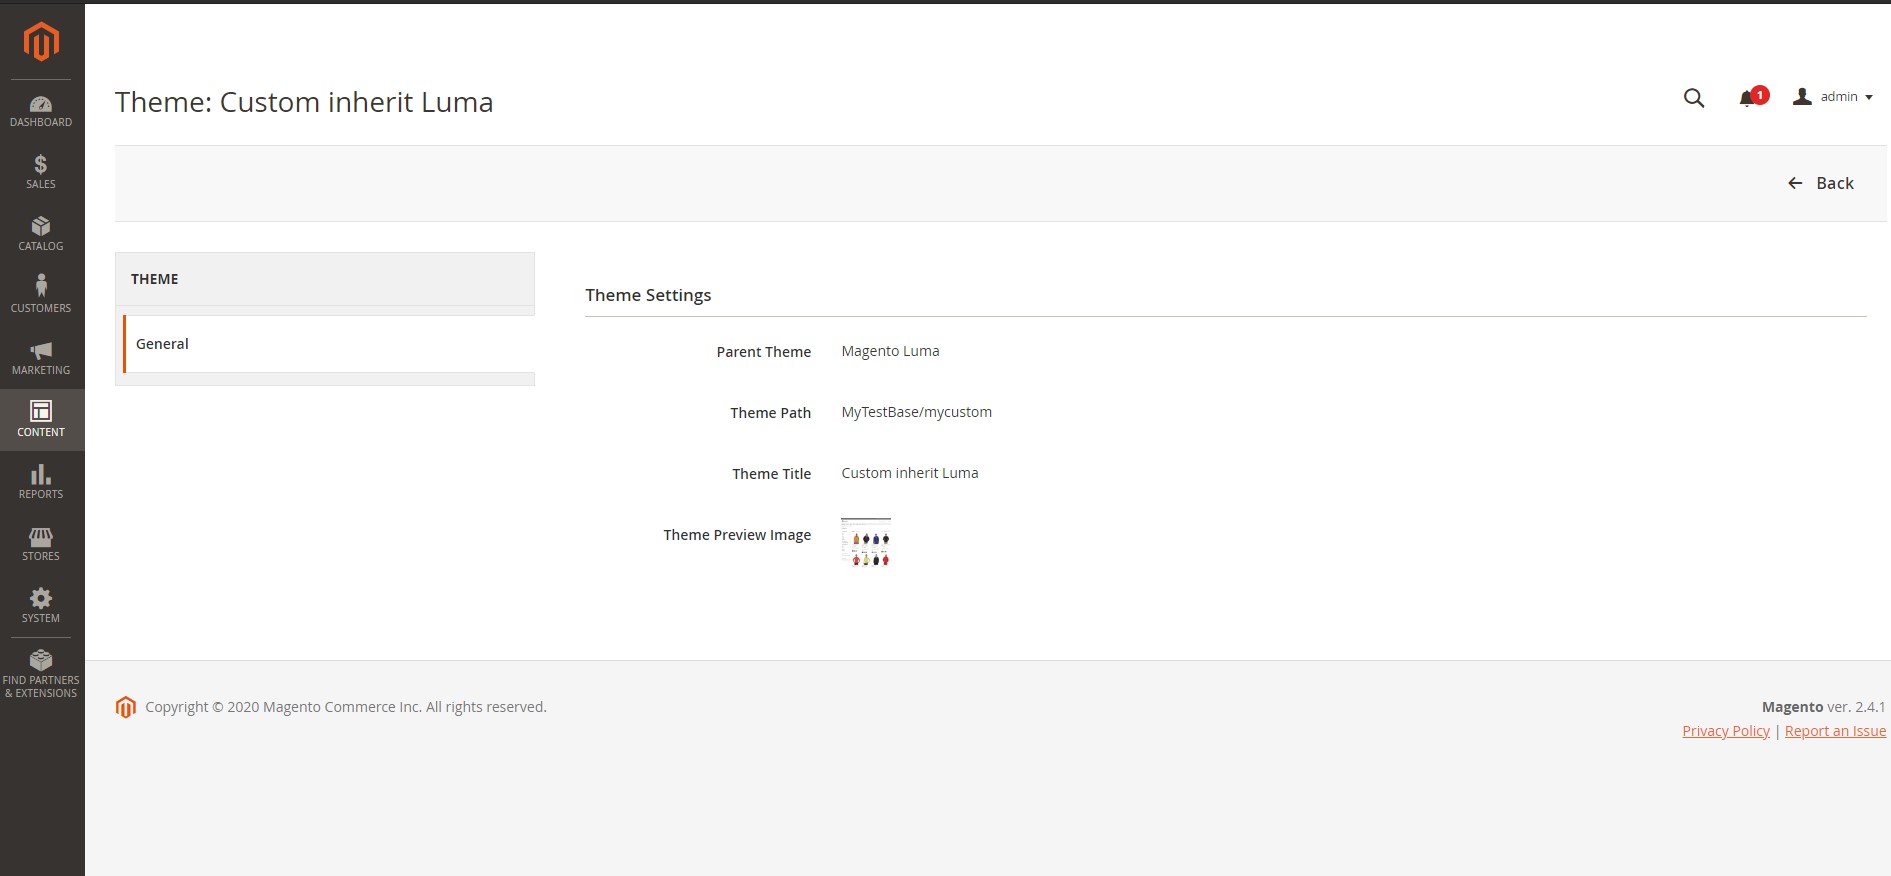 Theme: Custom inherit Luma
1
admin
DASHBOARD
SALES
CATALOG
CUSTOMERS
MARKETING
CONTENT
REPORTS
STORES
SYSTEM
FIND PARTNERS
& EXTENSIONS
Back
THEME
General
Theme Settings
Parent Theme Magento Luma
Theme Path MyTestBase/mycustom
Theme Title Custom inherit Luma
Theme Preview Image
Copyright © 2020 Magento Commerce Inc. All rights reserved.
Magento ver. 2.4.1
Privacy Policy | Report an Issue